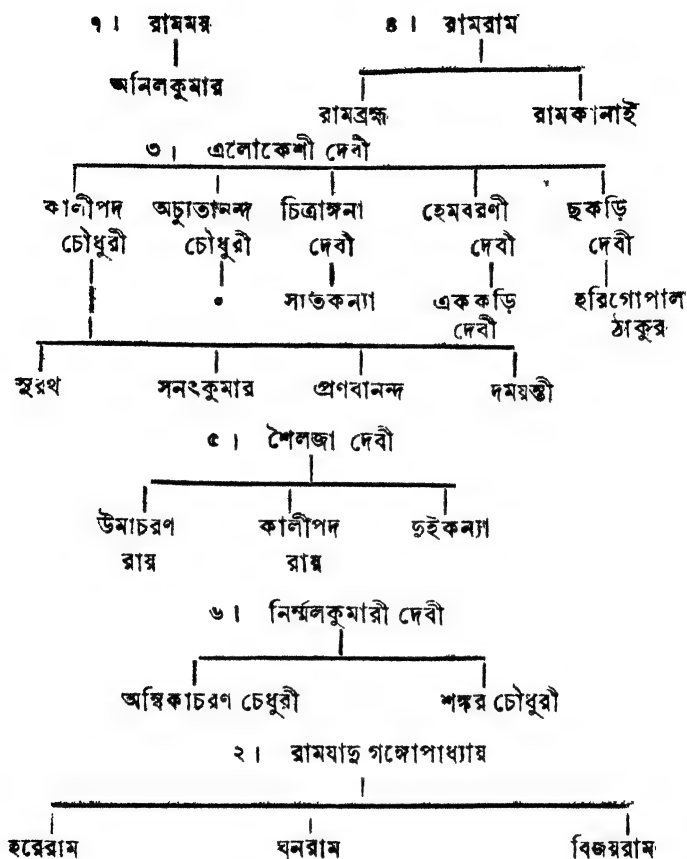 ৭। রামময়
৪। রামরাম
অনিলকুমার
রামব্রহ্ম রামকানাই
৩। এলোকেশী দেবী
কালীপদ অচ্যুতানন্দ চিত্রাঙ্গনা হেমবরণী ছকড়ি
চৌধুরী চৌধুরী দেবী দেবী দেবী
সাতকন্যা এককড়ি হরিগোপাল
দেবী ঠাকুর
সুরথ সনৎকুমার প্রণবানন্দ দময়ন্তী
৫। শৈলজা দেবী
উমাচরণ কালীপদ দুইকন্যা
রায় রায়
৬। নির্ম্মলকুমারী দেবী
অম্বিকাচরণ চেধুরী শঙ্কর চৌধুরী
২। রামযাদু গঙ্গোপাধ্যায়
হরেরাম ঘনরাম বিজয়রাম